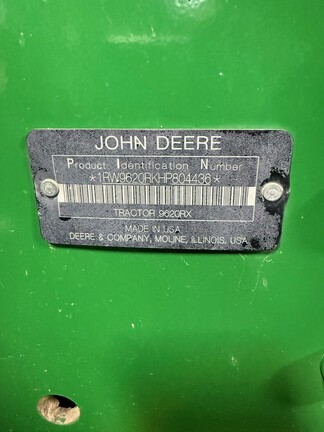 JOHN DEERE
Product Identification Number
*1RW9620RKHP804436*
TRACTOR 9620RX
MADE IN USA
DEERE & COMPANY, MOLINE, ILLINOIS, USA